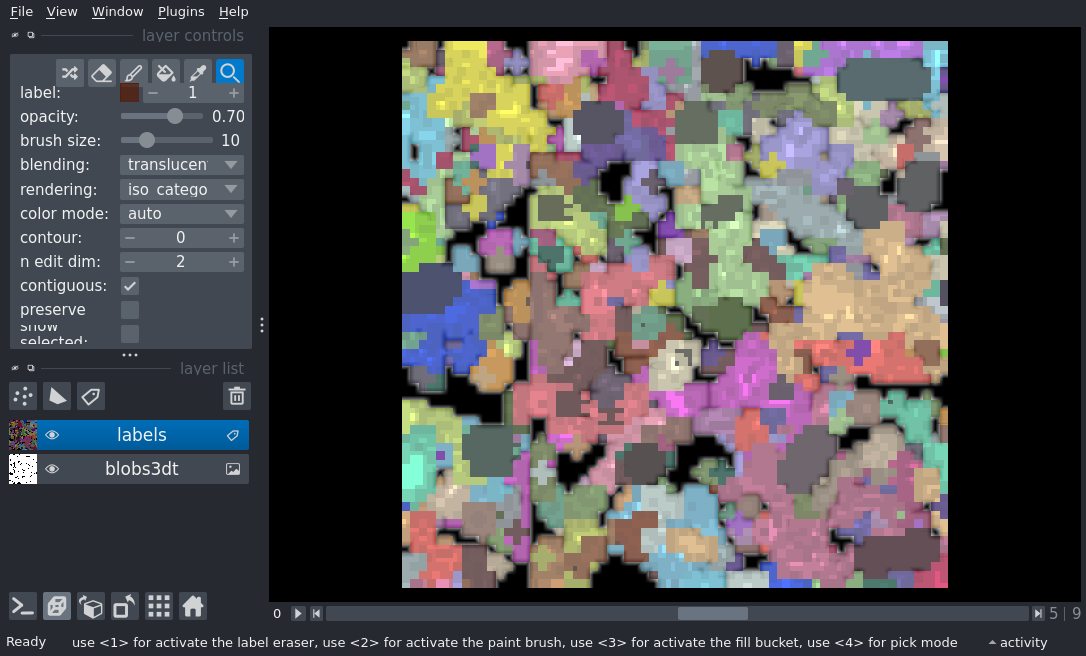 File View Window Plugins Help
layer controls
label: 1
opacity: 0.70
brush size: 10
blending: translucen
rendering: iso catego
color mode: auto
contour: 0
n edit dim: 2
contiguous:
preserve
show
selected:
layer list
labels
blobs3dt
0 5 | 9
Ready use <1> for activate the label eraser, use <2> for activate the paint brush, use <3> for activate the fill bucket, use <4> for pick mode activity